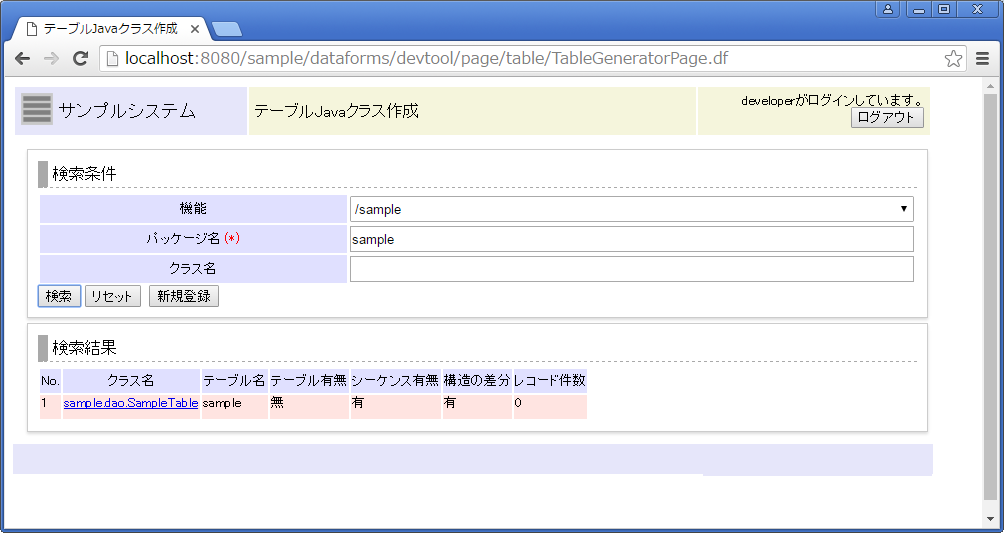 テーブルJavaクラス作成
localhost:8080/sample/dataforms/devtool/page/table/TableGeneratorPage.df
サンプルシステム
テーブルJavaクラス作成
developerがログインしています。
ログアウト
検索条件
機能 /sample
パッケージ名 (*) sample
クラス名
検索 リセット 新規登録
検索結果
No. クラス名 テーブル名 テーブル有無 シーケンス有無 構造の差分 レコード件数
1 sample.dao.SampleTable sample 無 有 有 0